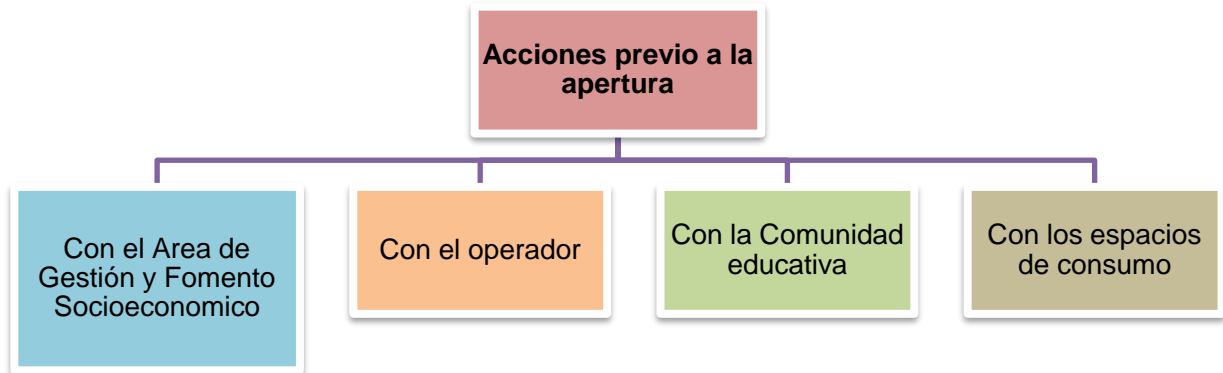 Acciones previo a la
apertura
Con el Area de
Gestión y Fomento
Socioeconomico
Con el operador
Con la Comunidad
educativa
Con los espacios
de consumo